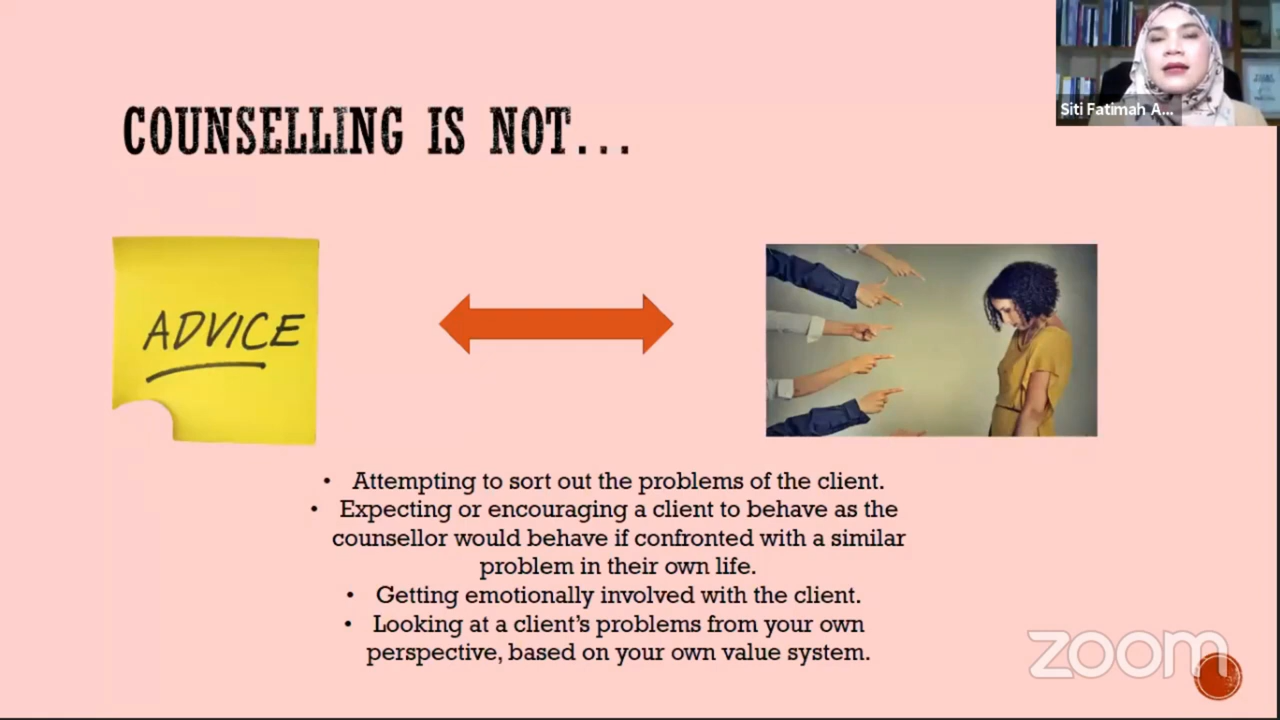 Siti Fatimah A...
COUNSELLING IS NOT...
ADVICE
• Attempting to sort out the problems of the client.
• Expecting or encouraging a client to behave as the
counsellor would behave if confronted with a similar
problem in their own life.
• Getting emotionally involved with the client.
• Looking at a client's problems from your own
perspective, based on your own value system.
zoom